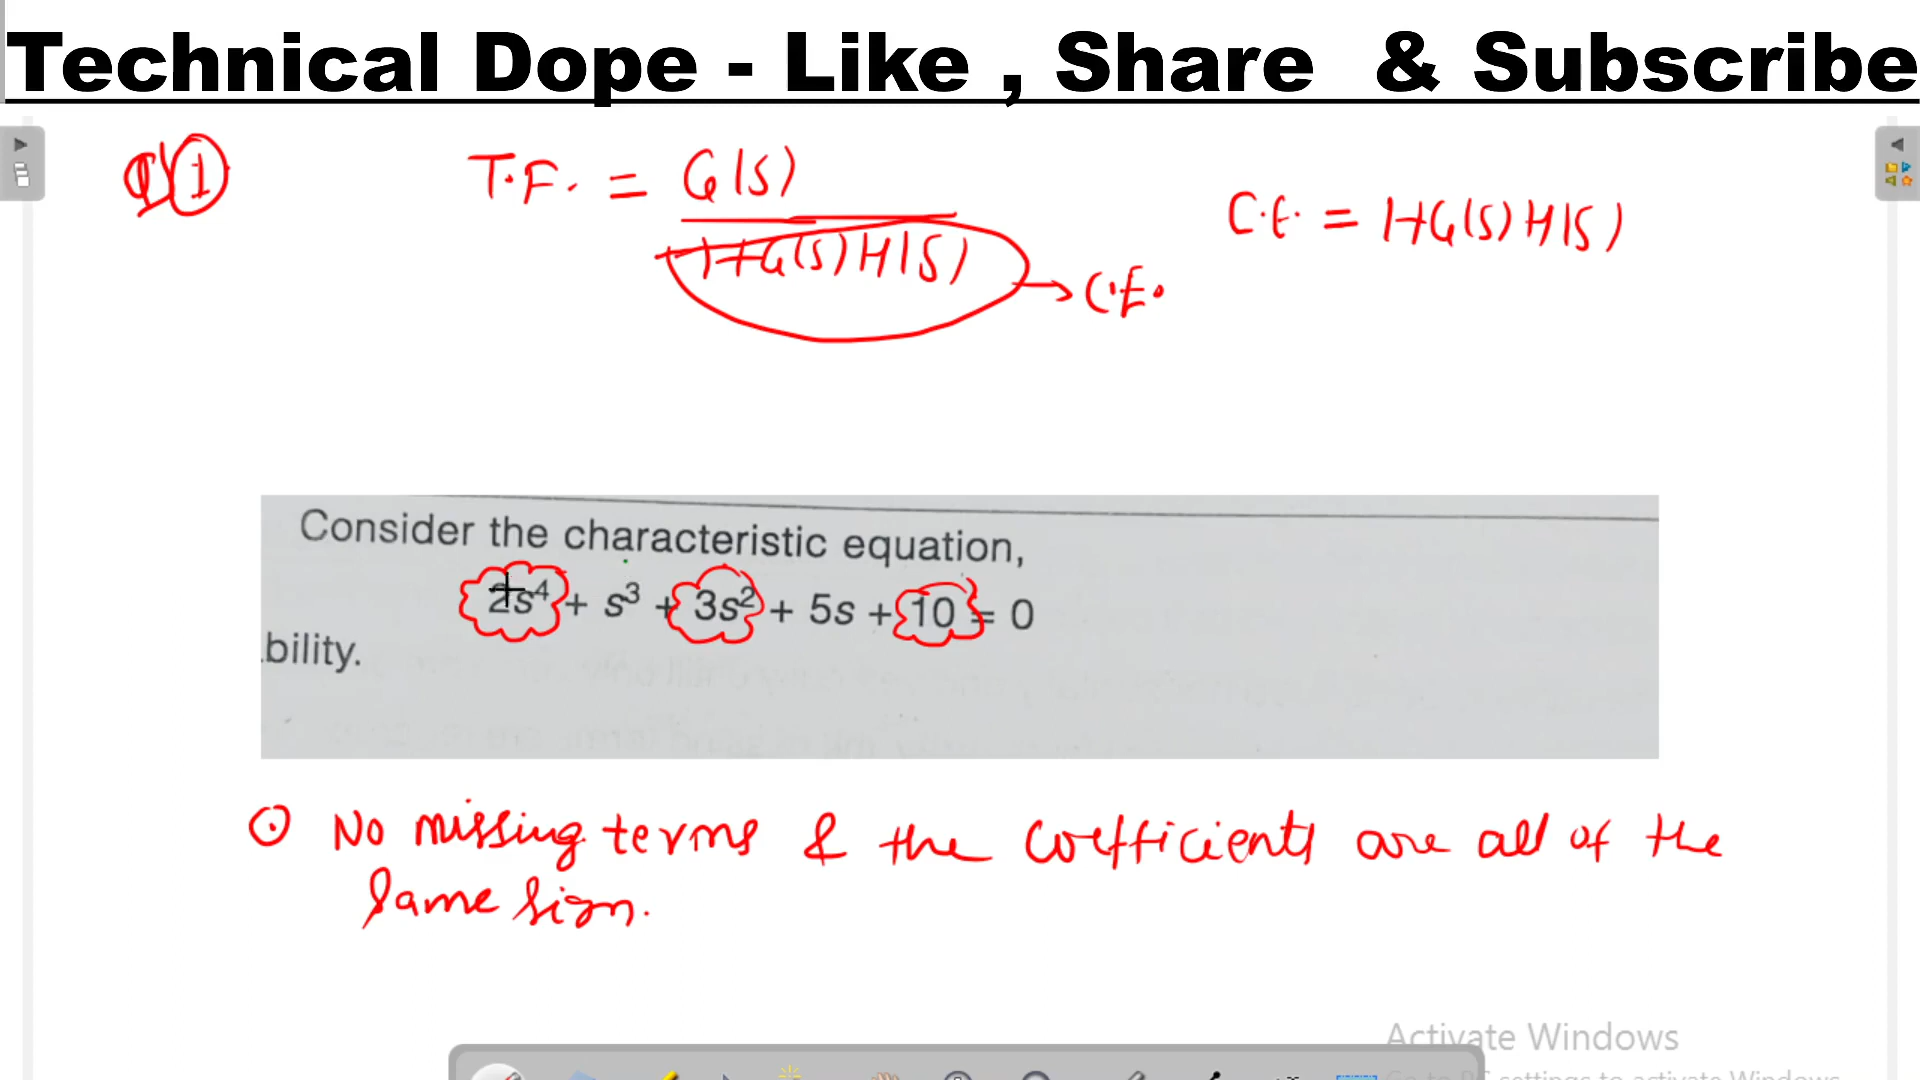 Technical Dope - Like , Share & Subscribe
Q) 1
T.F. = G(S)
1+G(S)H(S)
→ C.E.
C.E. = 1+G(S)H(S)
Consider the characteristic equation,
2s⁴ + s³ + 3s² + 5s + 10 = 0
bility.
⊙ No missing terms & the coefficients are all of the
same sign.
Activate Windows